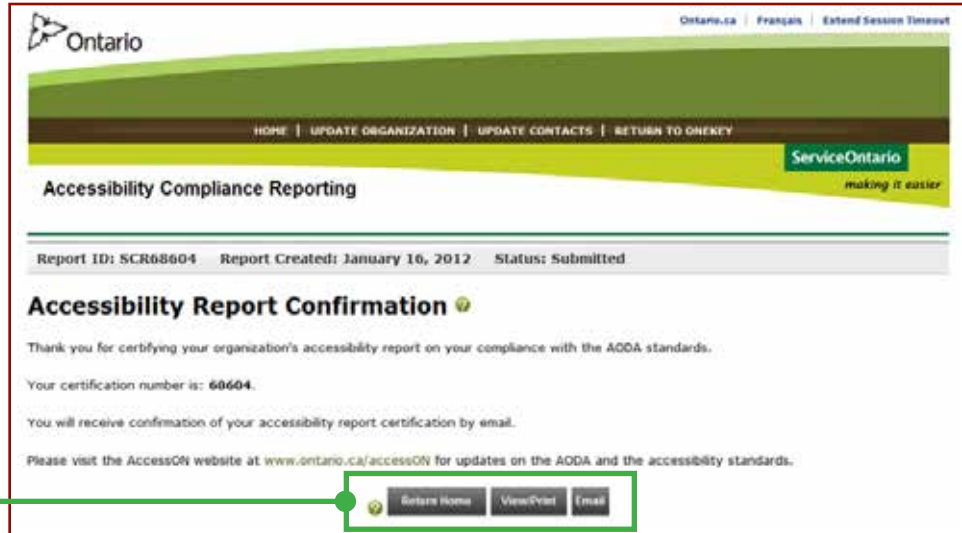 Ontario.ca | Français | Extend Session Timeout
Ontario
HOME | UPDATE ORGANIZATION | UPDATE CONTACTS | RETURN TO ONEKEY
ServiceOntario
making it easier
Accessibility Compliance Reporting
Report ID: SCR68604 Report Created: January 16, 2012 Status: Submitted
Accessibility Report Confirmation ?
Thank you for certifying your organization's accessibility report on your compliance with the AODA standards.
Your certification number is: 68604.
You will receive confirmation of your accessibility report certification by email.
Please visit the AccessON website at www.ontario.ca/accessON for updates on the AODA and the accessibility standards.
? Return Home View/Print Email